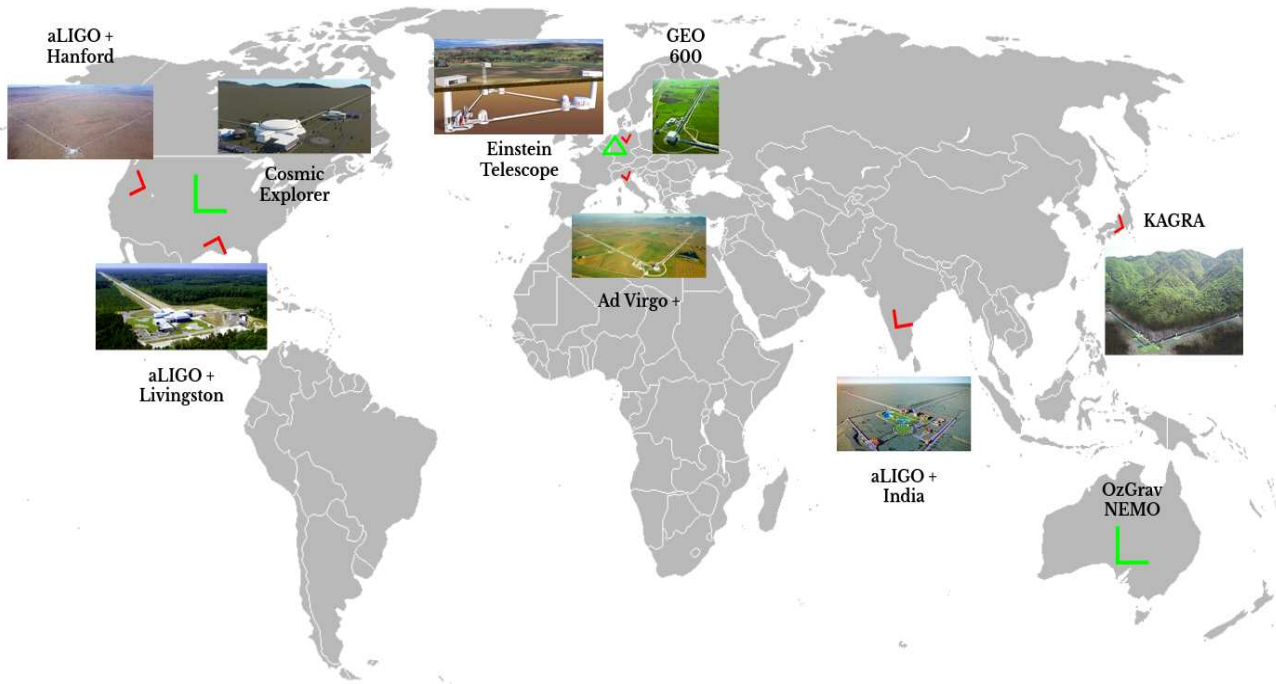 aLIGO +
Hanford
Cosmic
Explorer
aLIGO +
Livingston
Einstein
Telescope
GEO
600
Ad Virgo +
KAGRA
aLIGO +
India
OzGrav
NEMO